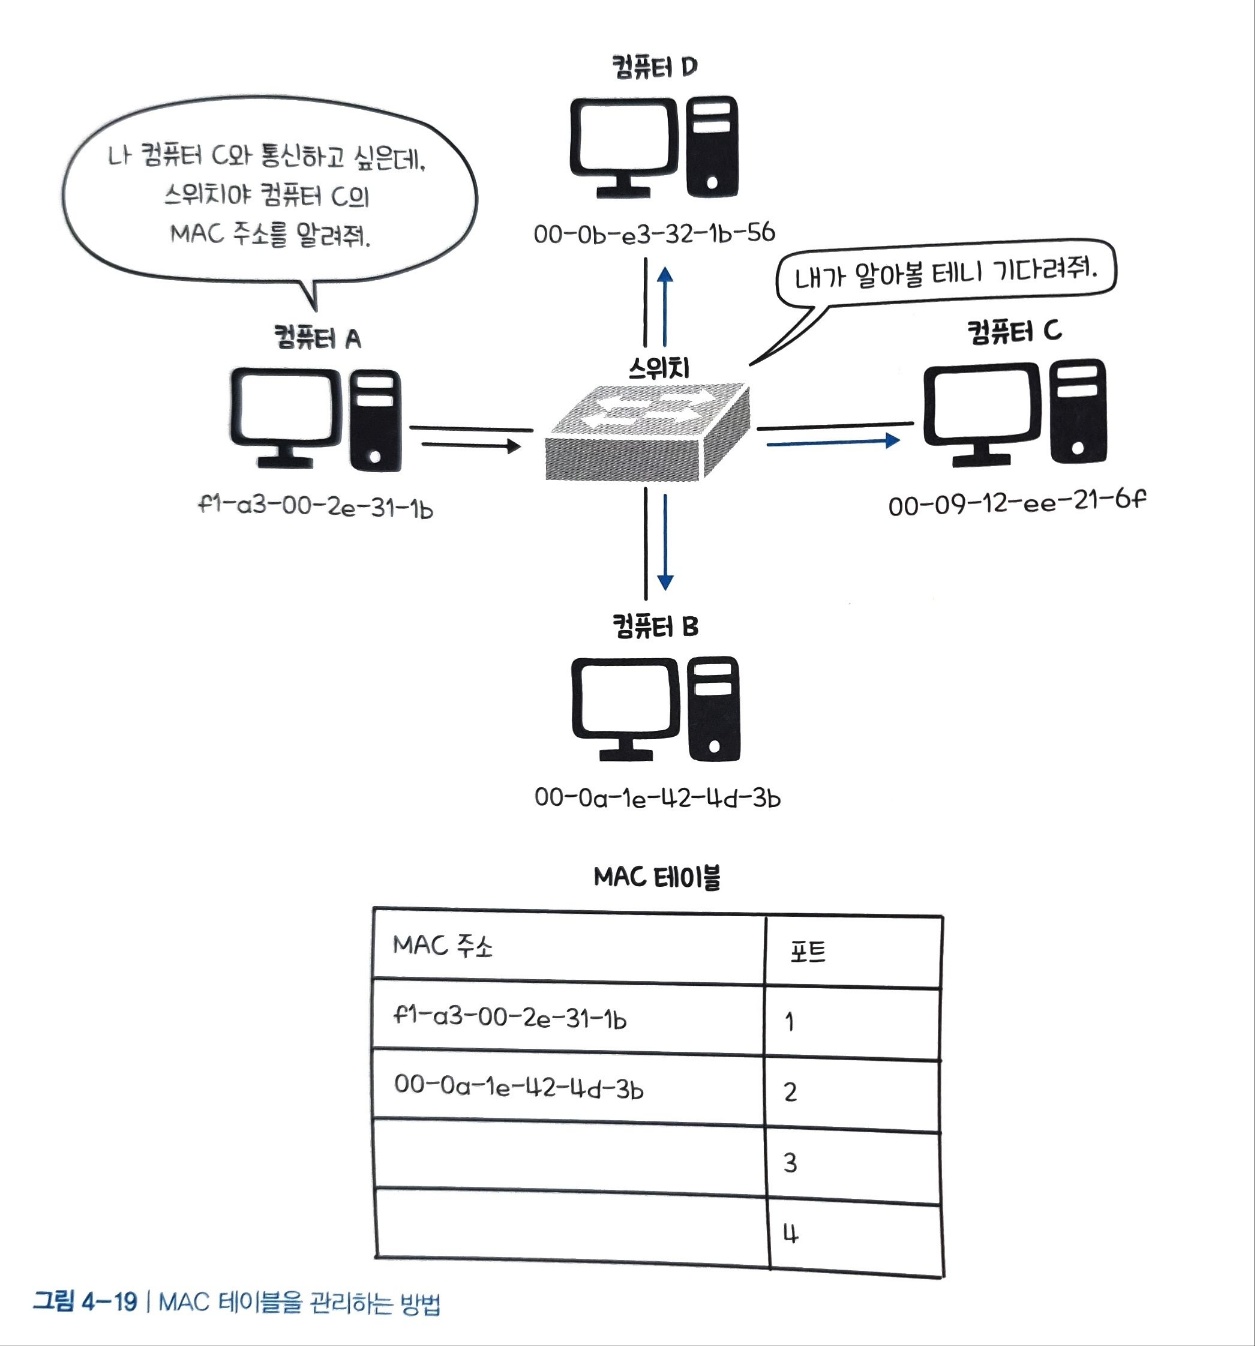 컴퓨터 D
나 컴퓨터 C와 통신하고 싶은데,
스위치야 컴퓨터 C의
MAC 주소를 알려줘.
00-0b-e3-32-1b-56
내가 알아볼 테니 기다려줘.
컴퓨터 A
스위치
컴퓨터 C
f1-a3-00-2e-31-1b
00-09-12-ee-21-6f
컴퓨터 B
00-0a-1e-42-4d-3b
MAC 테이블
MAC 주소 포트
f1-a3-00-2e-31-1b 1
00-0a-1e-42-4d-3b 2
3
4
그림 4-19 | MAC 테이블을 관리하는 방법